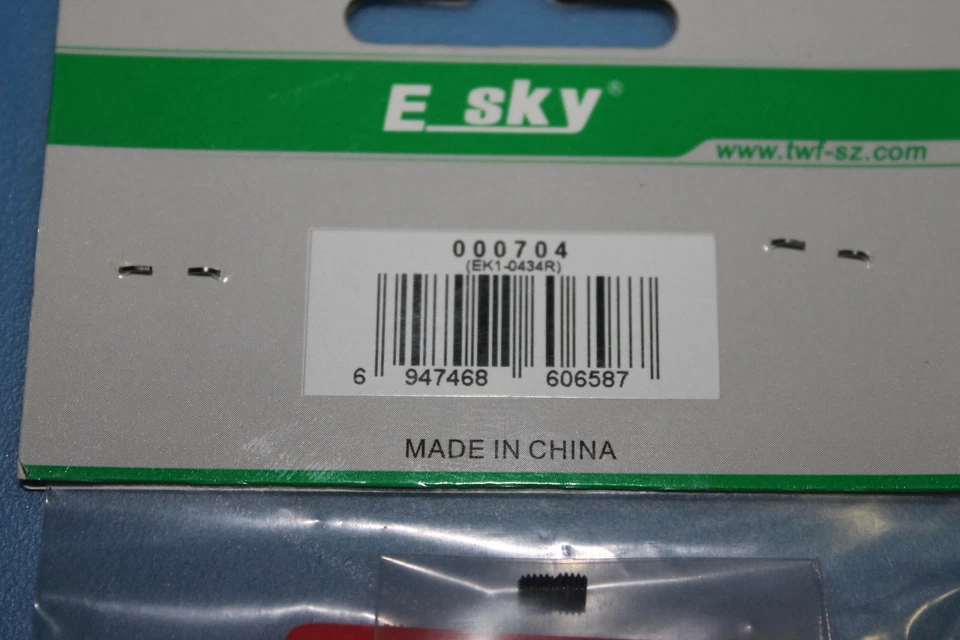 E_sky®
www.twf-sz.com
000704
(EK1-0434R)
6 947468 606587
MADE IN CHINA